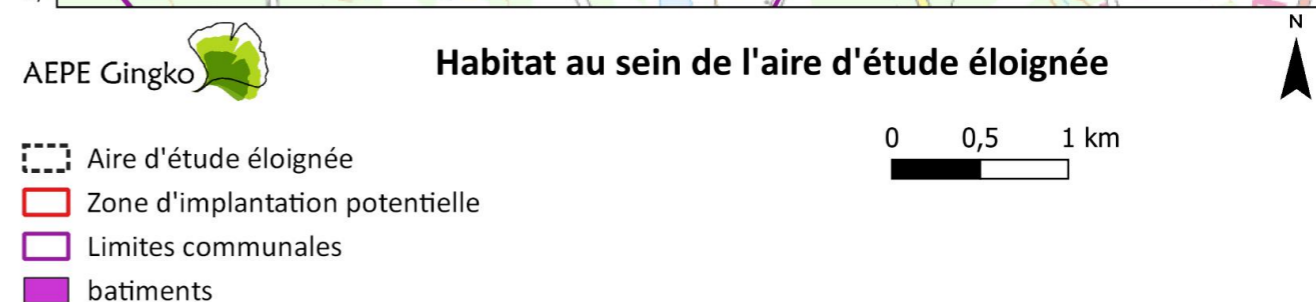 N
AEPE Gingko
Habitat au sein de l'aire d'étude éloignée
0 0,5 1 km
Aire d'étude éloignée
Zone d'implantation potentielle
Limites communales
batiments